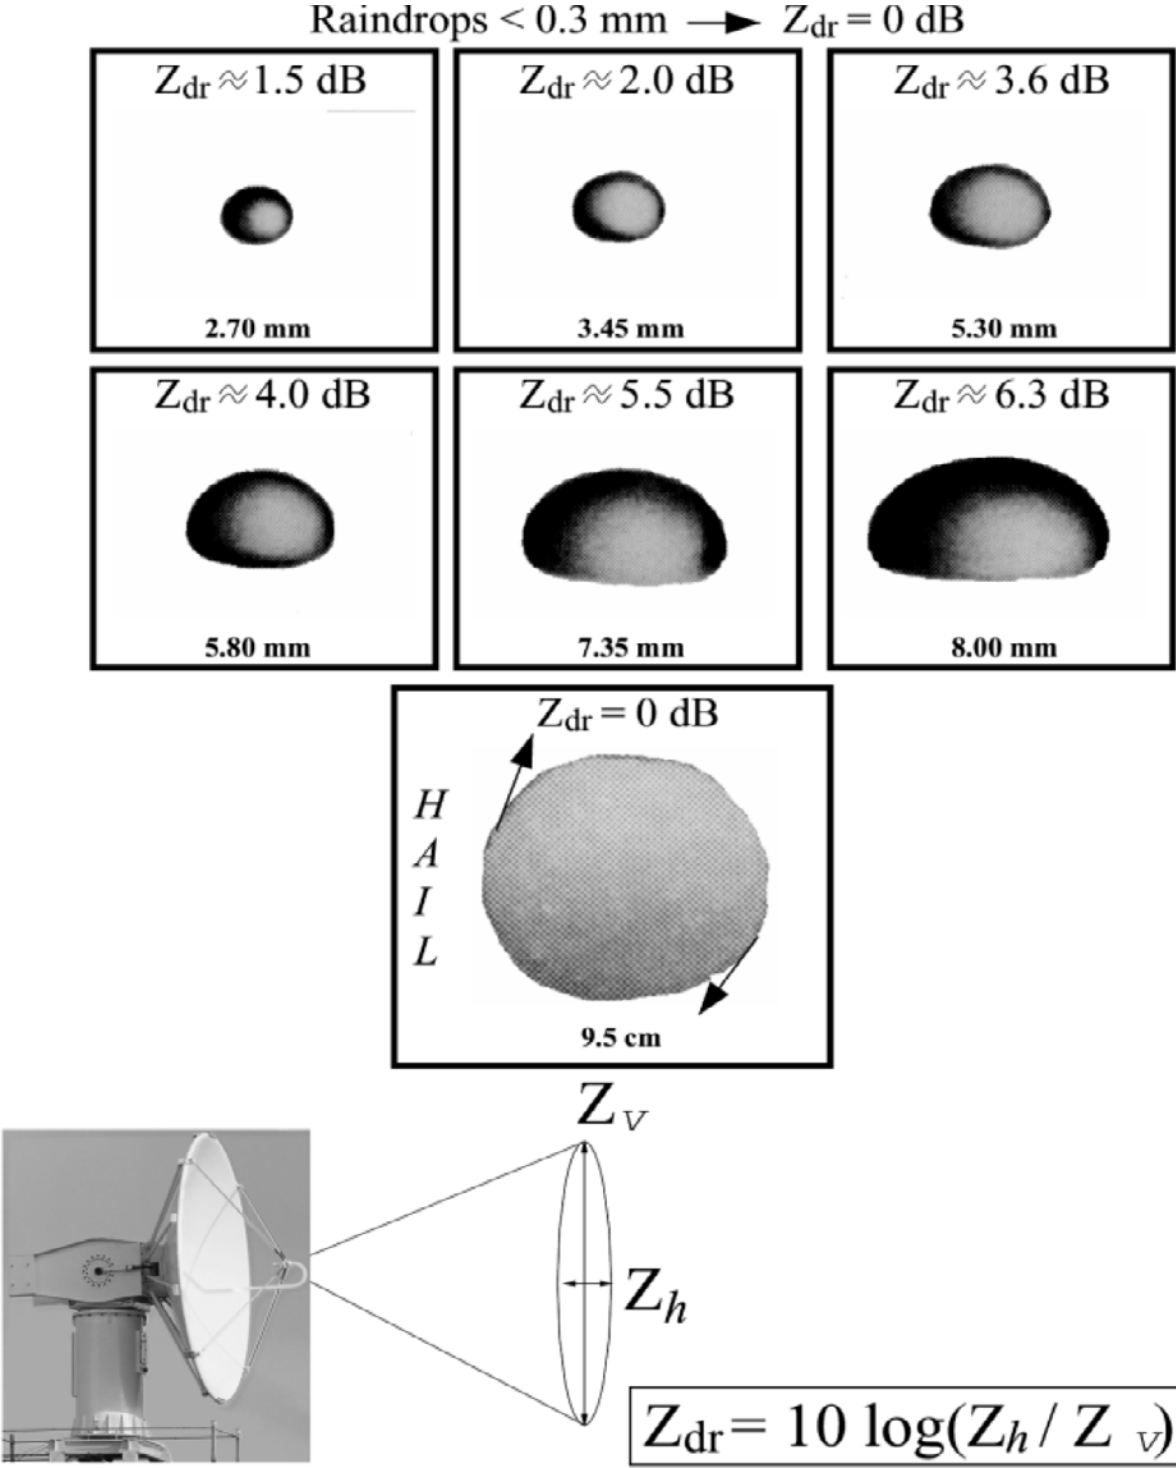 Raindrops < 0.3 mm ⟶ Zdr = 0 dB
Zdr ≈ 1.5 dB
2.70 mm
Zdr ≈ 2.0 dB
3.45 mm
Zdr ≈ 3.6 dB
5.30 mm
Zdr ≈ 4.0 dB
5.80 mm
Zdr ≈ 5.5 dB
7.35 mm
Zdr ≈ 6.3 dB
8.00 mm
Zdr = 0 dB
H
A
I
L
9.5 cm
Zv
Zh
Zdr = 10 log(Zh / Z v)